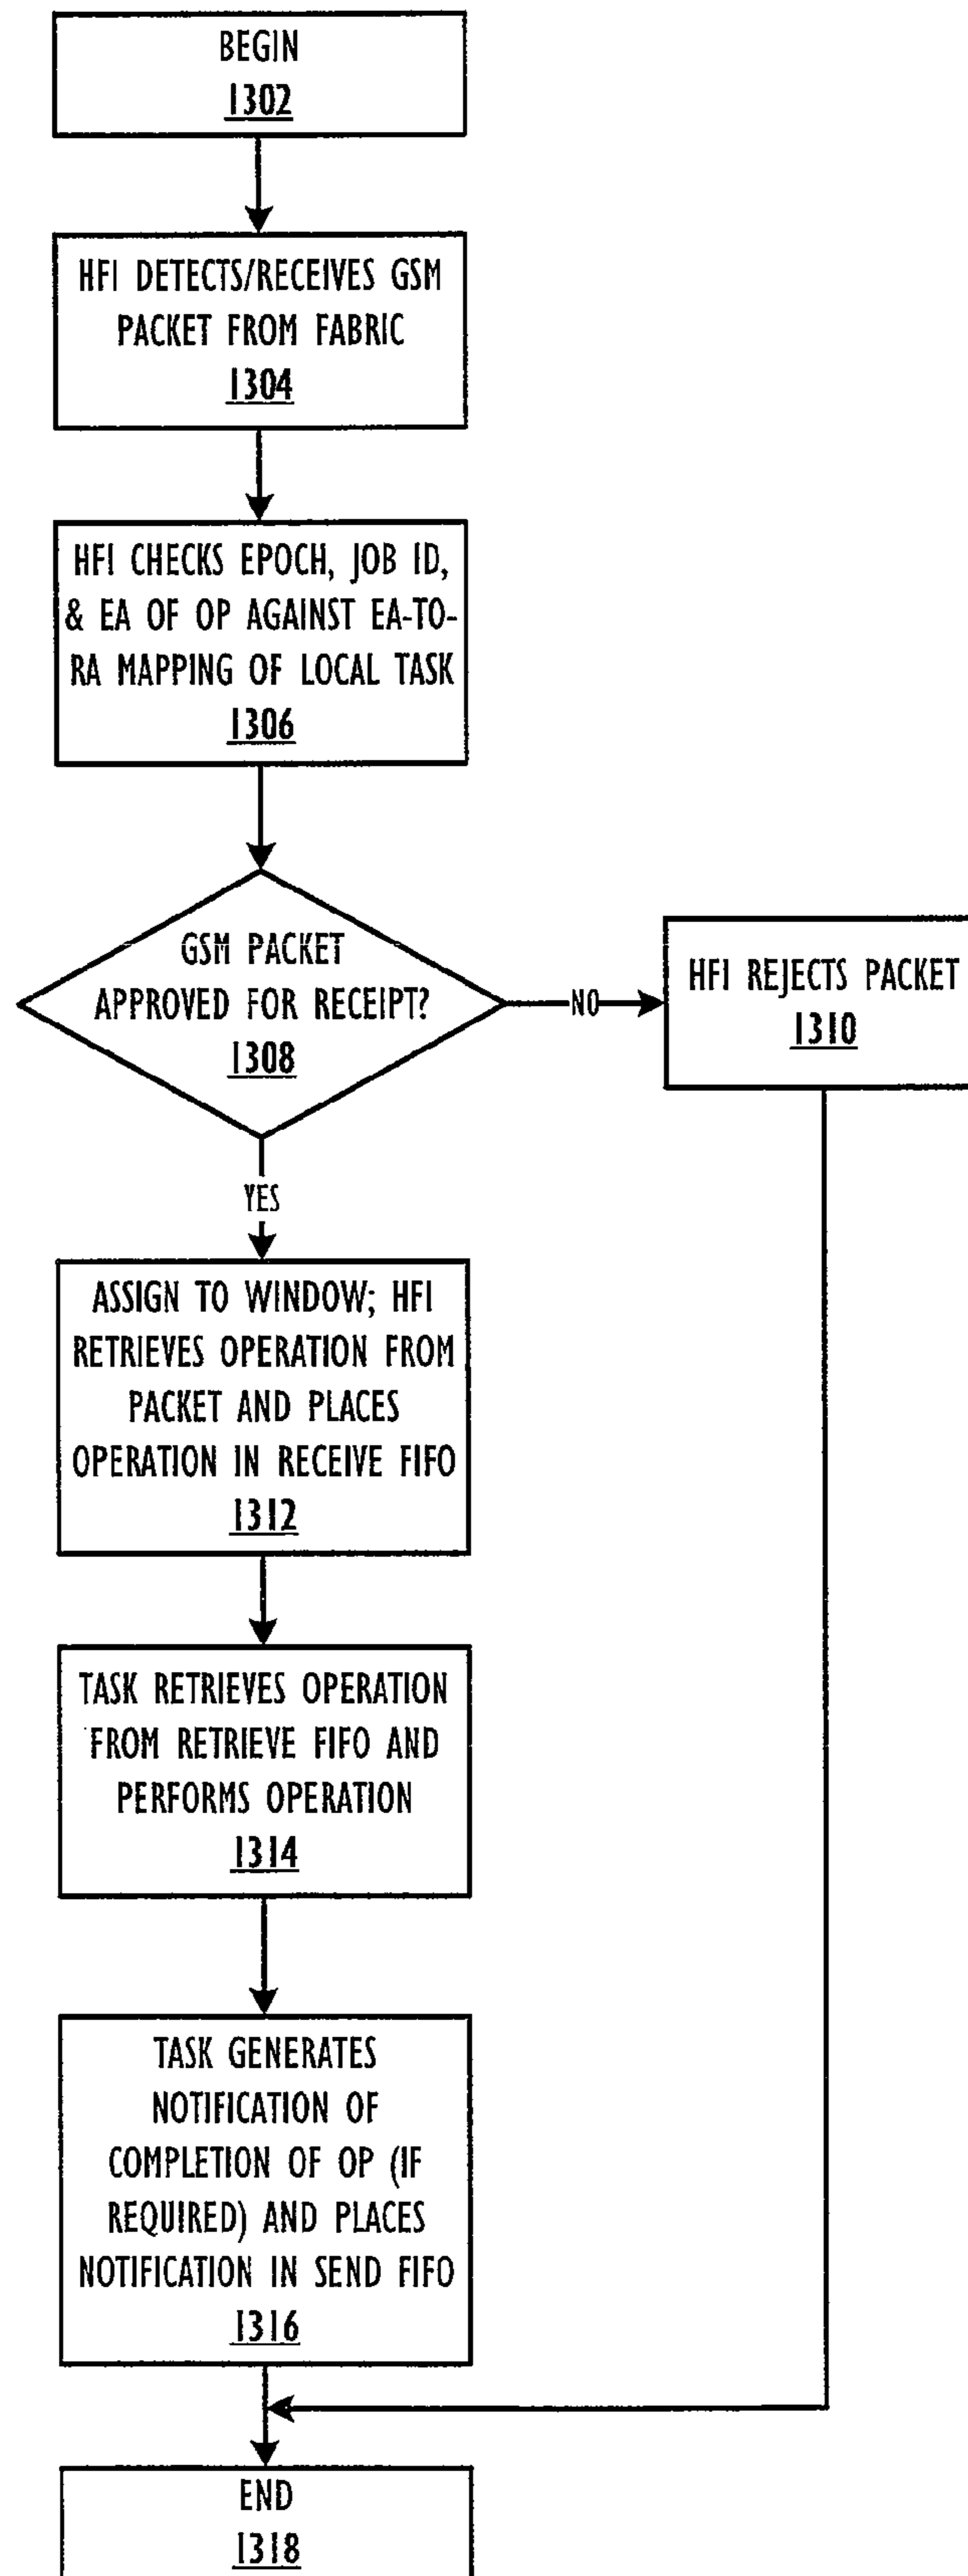 BEGIN
1302
HFI DETECTS/RECEIVES GSM
PACKET FROM FABRIC
1304
HFI CHECKS EPOCH, JOB ID,
& EA OF OP AGAINST EA-TO-
RA MAPPING OF LOCAL TASK
1306
GSM PACKET
APPROVED FOR RECEIPT?
1308
NO
HFI REJECTS PACKET
1310
YES
ASSIGN TO WINDOW; HFI
RETRIEVES OPERATION FROM
PACKET AND PLACES
OPERATION IN RECEIVE FIFO
1312
TASK RETRIEVES OPERATION
FROM RETRIEVE FIFO AND
PERFORMS OPERATION
1314
TASK GENERATES
NOTIFICATION OF
COMPLETION OF OP (IF
REQUIRED) AND PLACES
NOTIFICATION IN SEND FIFO
1316
END
1318